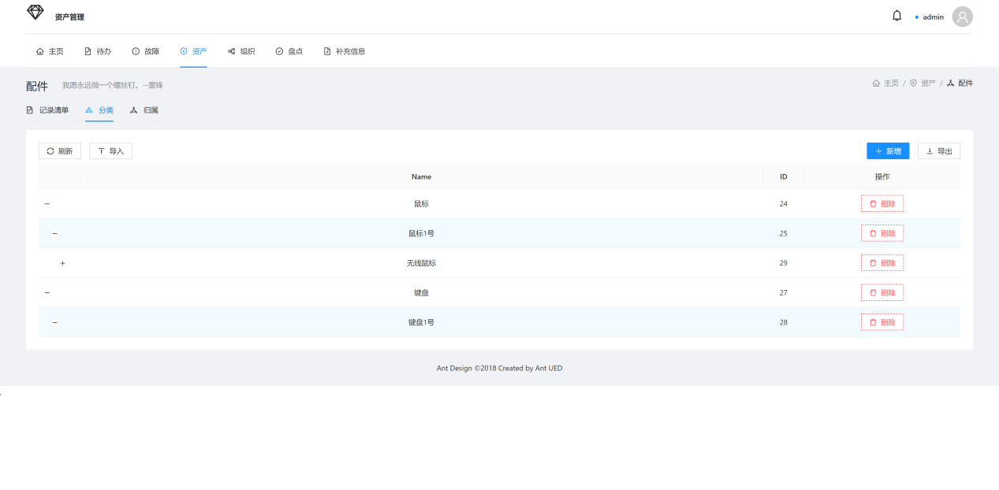 资产管理
admin
主页 待办 故障 资产 组织 盘点 补充信息
配件 我愿永远做一个螺丝钉。--雷锋 主页 / 资产 / 配件
记录清单 分类 归属
刷新 导入 + 新增 导出
Name ID 操作
− 鼠标 24 删除
− 鼠标1号 25 删除
+ 无线鼠标 29 删除
− 键盘 27 删除
− 键盘1号 28 删除
Ant Design ©2018 Created by Ant UED